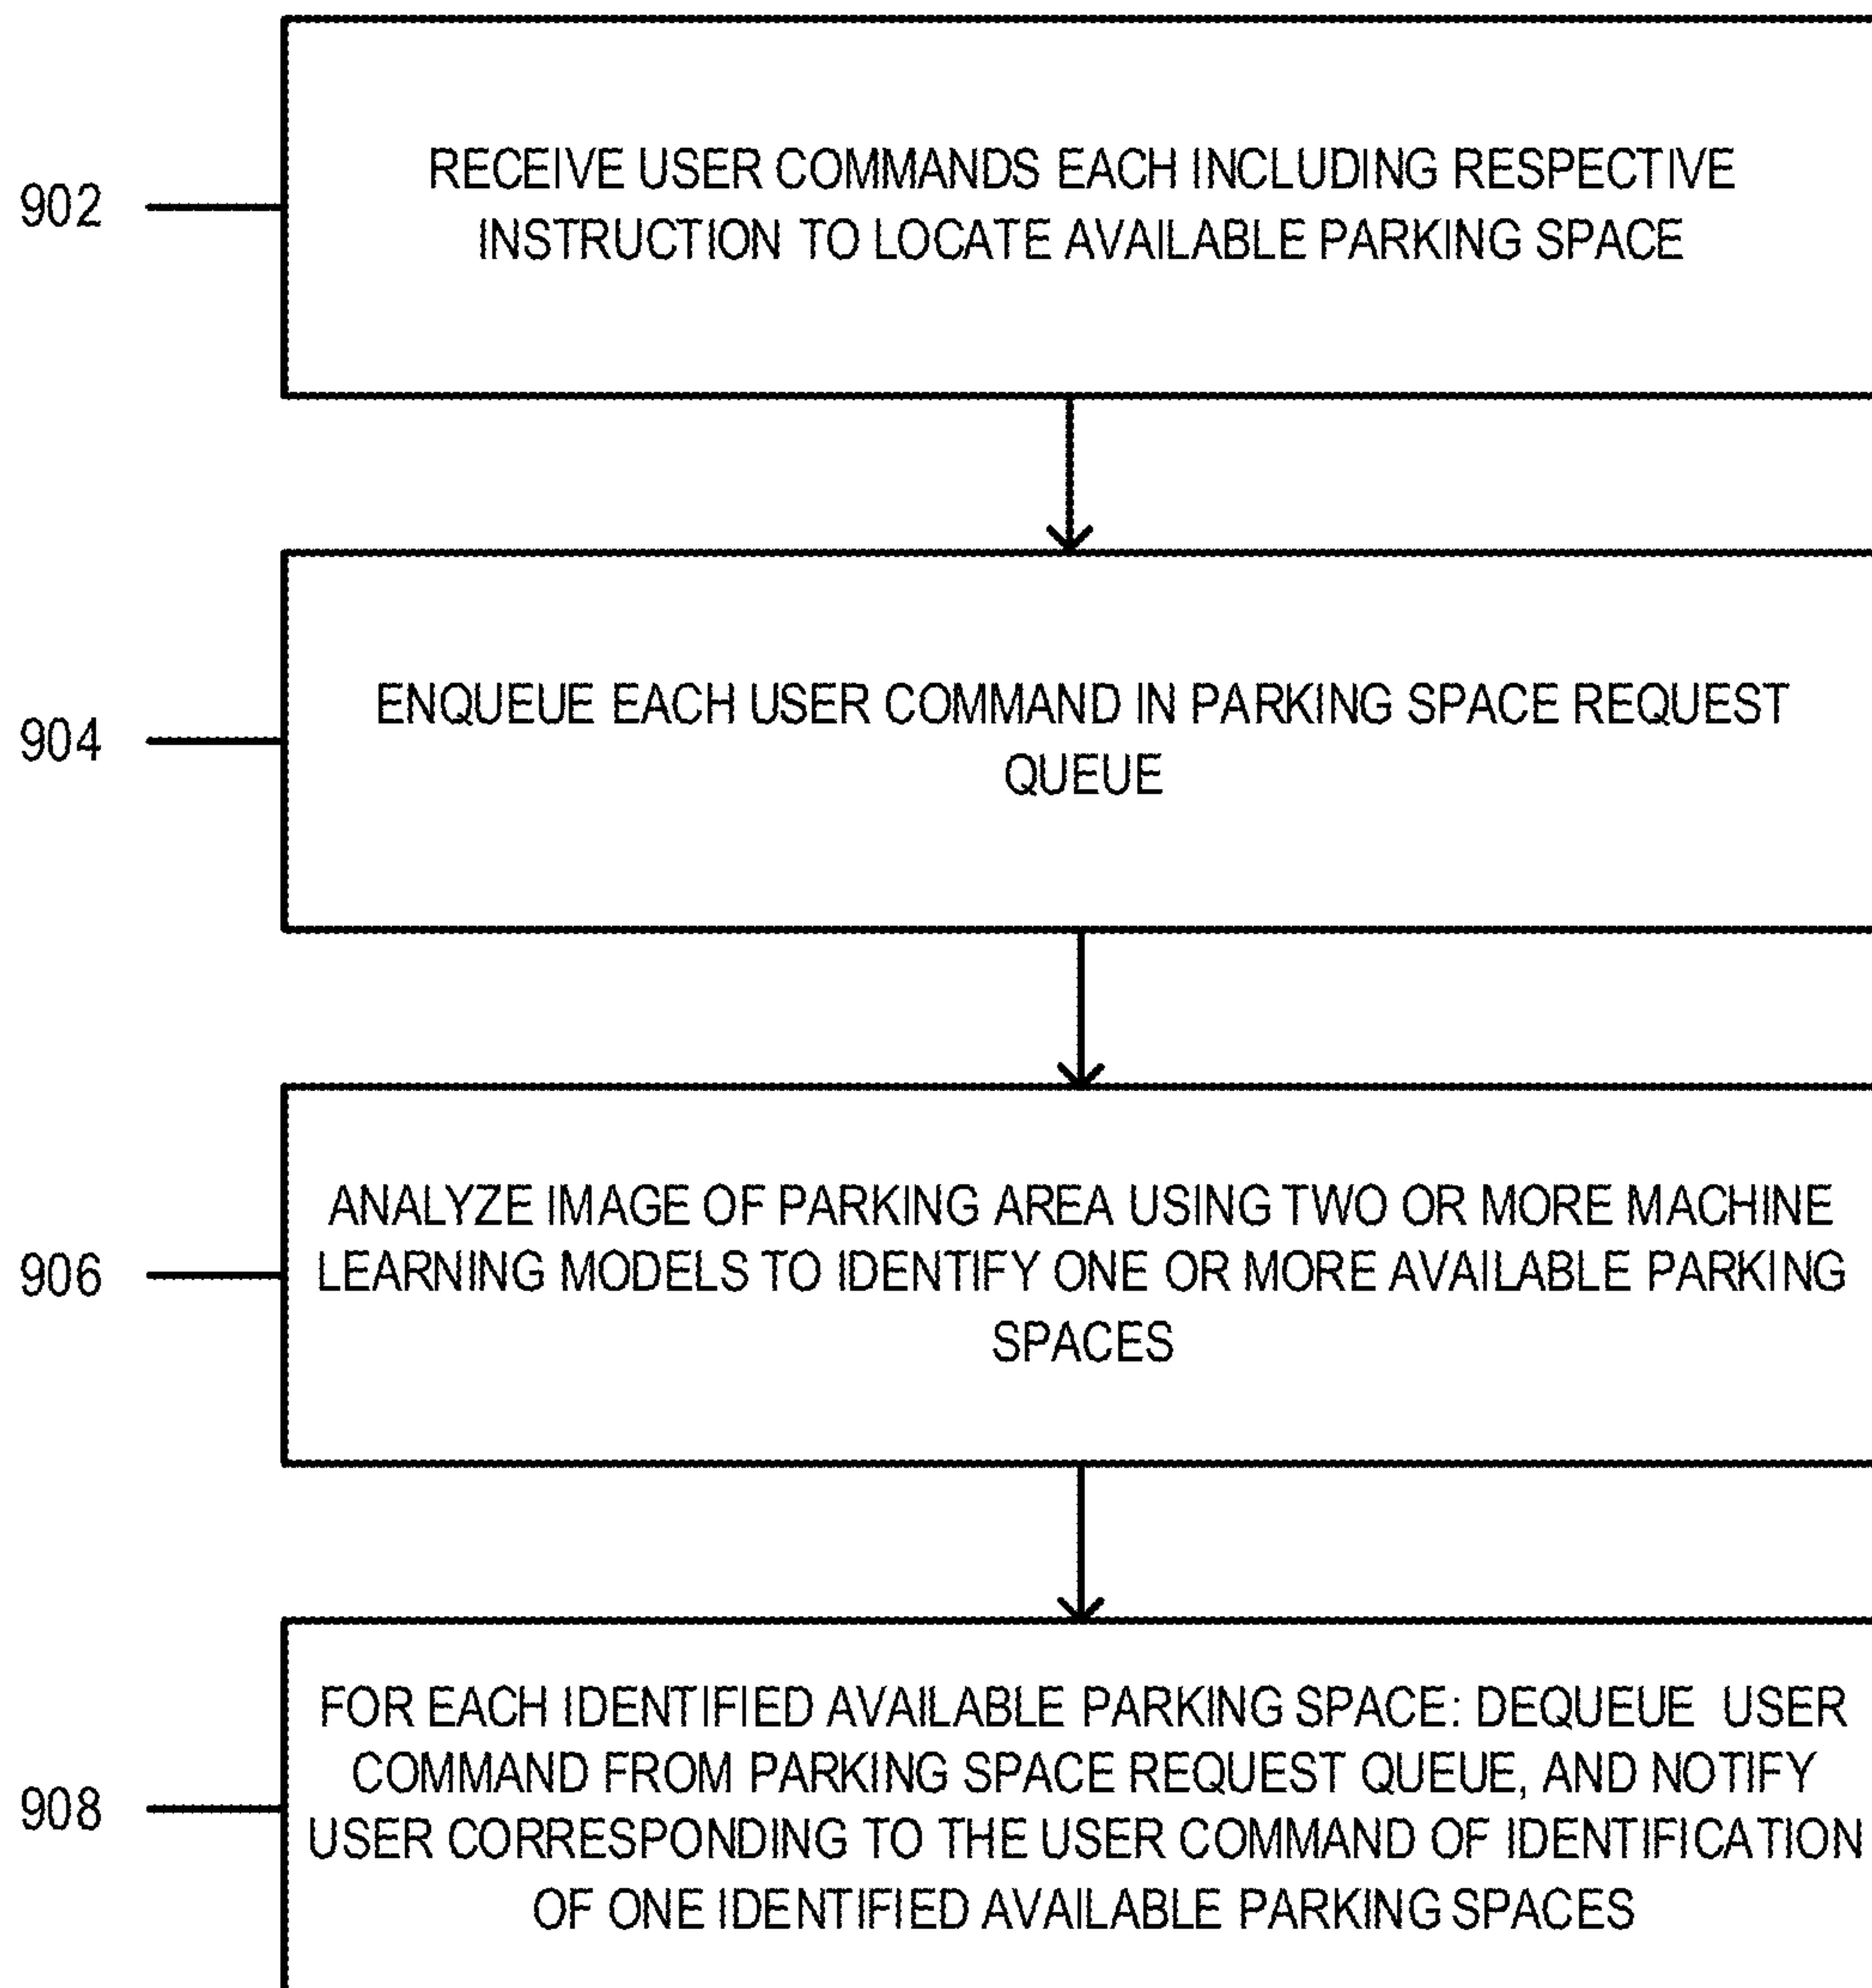 RECEIVE USER COMMANDS EACH INCLUDING RESPECTIVE
INSTRUCTION TO LOCATE AVAILABLE PARKING SPACE
902
ENQUEUE EACH USER COMMAND IN PARKING SPACE REQUEST
QUEUE
904
ANALYZE IMAGE OF PARKING AREA USING TWO OR MORE MACHINE
LEARNING MODELS TO IDENTIFY ONE OR MORE AVAILABLE PARKING
SPACES
906
FOR EACH IDENTIFIED AVAILABLE PARKING SPACE: DEQUEUE USER
COMMAND FROM PARKING SPACE REQUEST QUEUE, AND NOTIFY
USER CORRESPONDING TO THE USER COMMAND OF IDENTIFICATION
OF ONE IDENTIFIED AVAILABLE PARKING SPACES
908